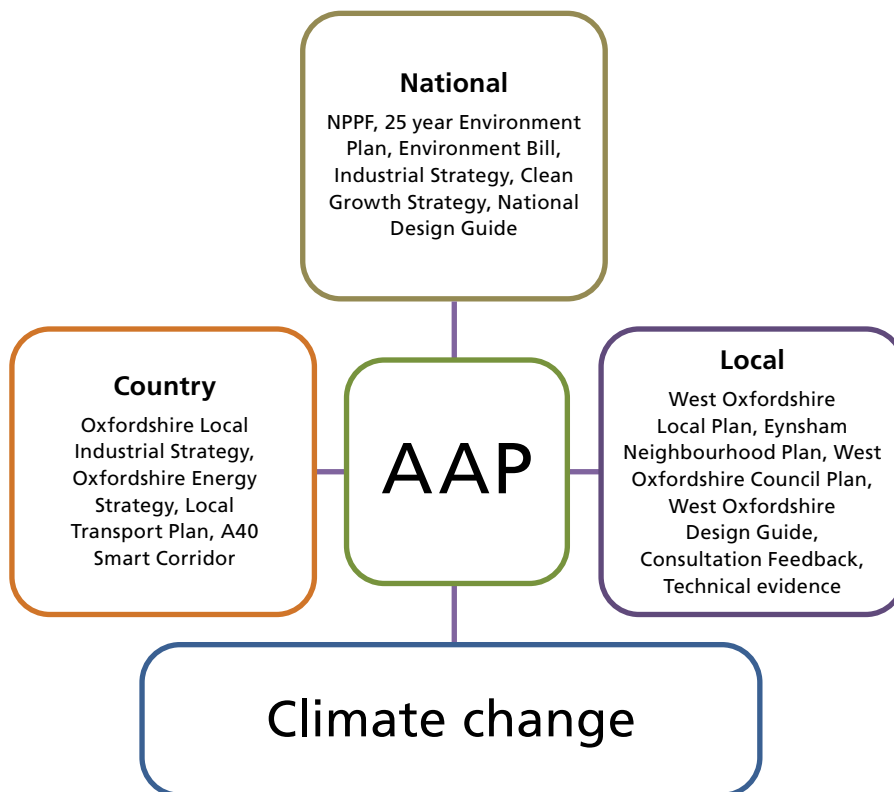 National
NPPF, 25 year Environment
Plan, Environment Bill,
Industrial Strategy, Clean
Growth Strategy, National
Design Guide
Country
Oxfordshire Local
Industrial Strategy,
Oxfordshire Energy
Strategy, Local
Transport Plan, A40
Smart Corridor
AAP
Local
West Oxfordshire
Local Plan, Eynsham
Neighbourhood Plan, West
Oxfordshire Council Plan,
West Oxfordshire
Design Guide,
Consultation Feedback,
Technical evidence
Climate change